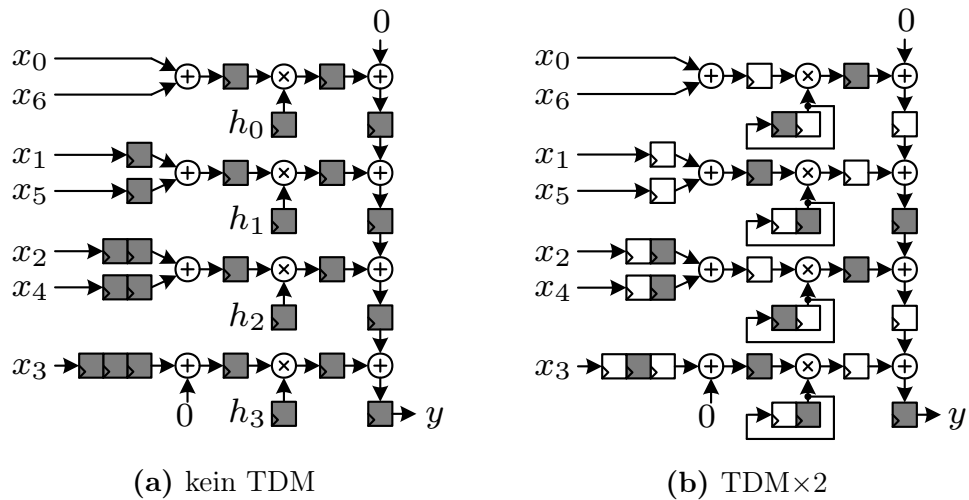 0
x₀
x₆
h₀
x₁
x₅
h₁
x₂
x₄
h₂
x₃
0
h₃
y
(a) kein TDM
0
x₀
x₆
x₁
x₅
x₂
x₄
x₃
0
y
(b) TDM×2